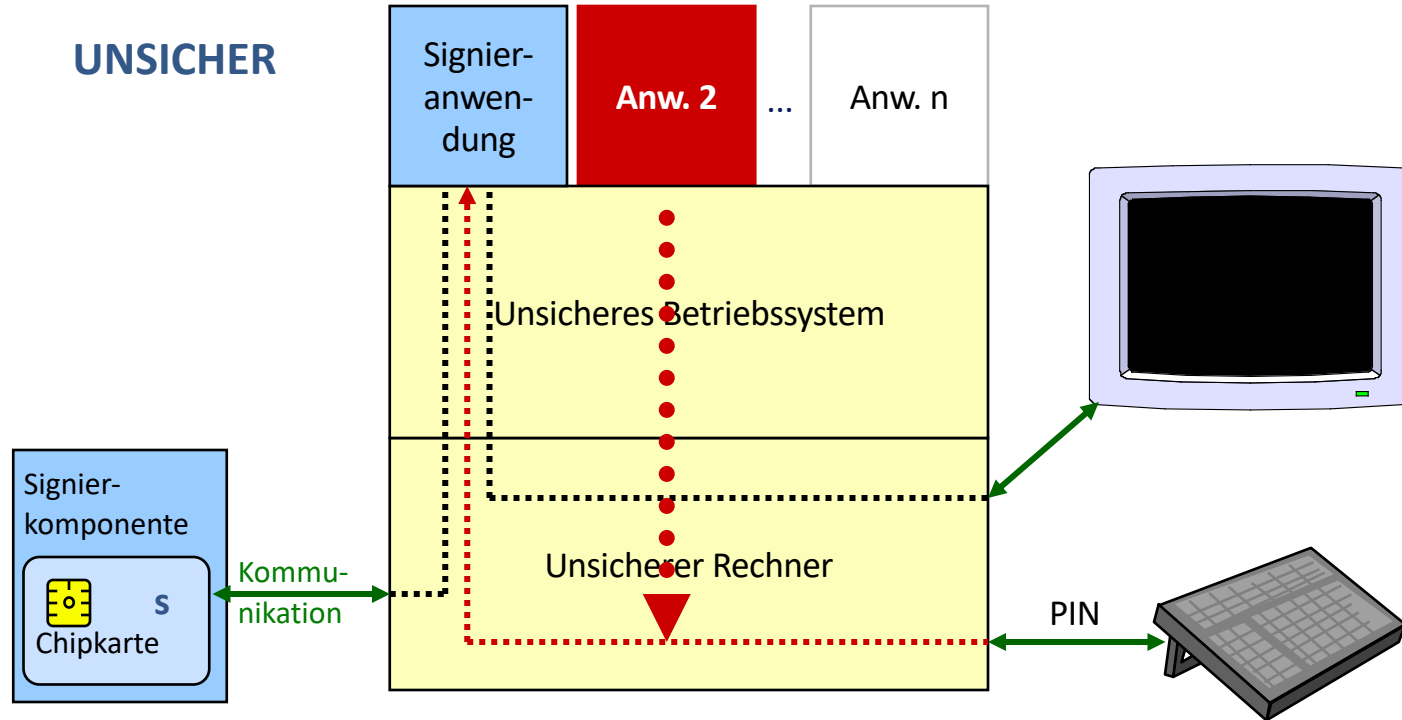 UNSICHER
Signier-
anwen-
dung
Anw. 2
...
Anw. n
Unsicheres Betriebssystem
Signier-
komponente
s
Chipkarte
Kommu-
nikation
Unsicherer Rechner
PIN